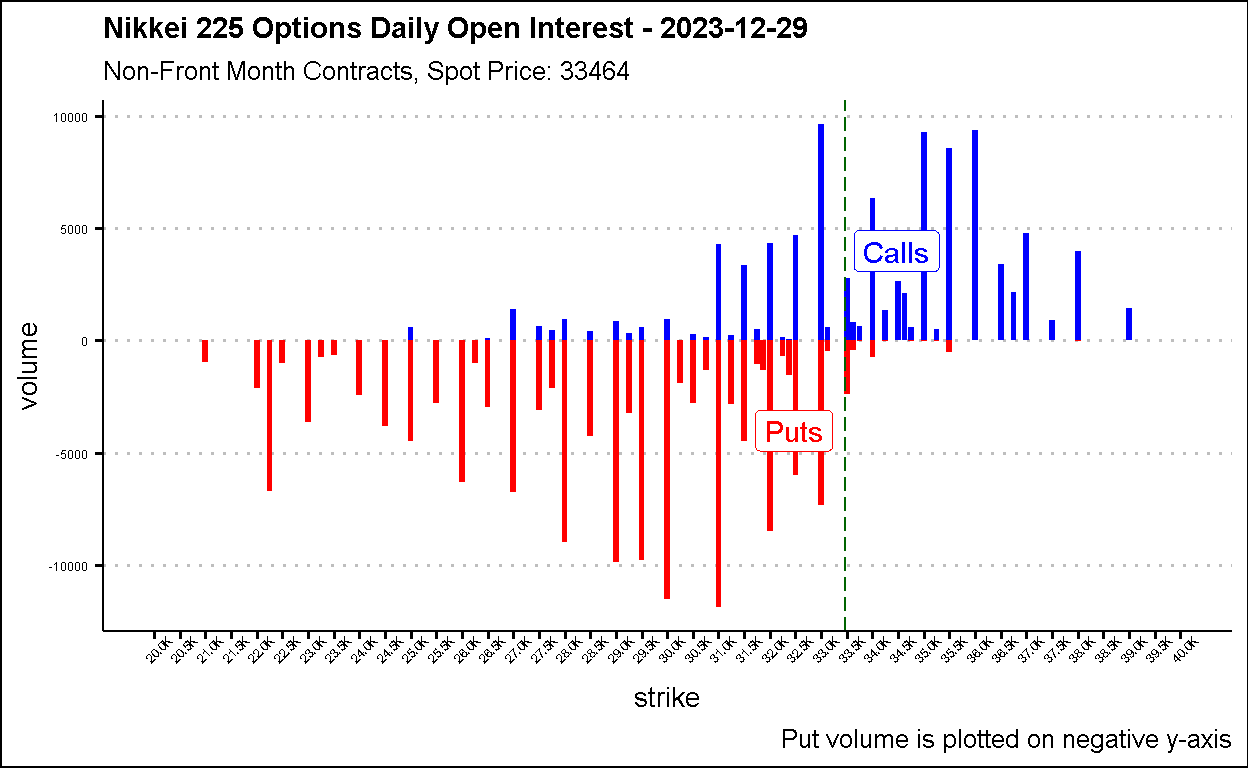 Nikkei 225 Options Daily Open Interest - 2023-12-29
Non-Front Month Contracts, Spot Price: 33464
10000
5000
0
-5000
-10000
volume
Calls
Puts
20.0K 20.5K 21.0K 21.5K 22.0K 22.5K 23.0K 23.5K 24.0K 24.5K 25.0K 25.5K 26.0K 26.5K 27.0K 27.5K 28.0K 28.5K 29.0K 29.5K 30.0K 30.5K 31.0K 31.5K 32.0K 32.5K 33.0K 33.5K 34.0K 34.5K 35.0K 35.5K 36.0K 36.5K 37.0K 37.5K 38.0K 38.5K 39.0K 39.5K 40.0K
strike
Put volume is plotted on negative y-axis